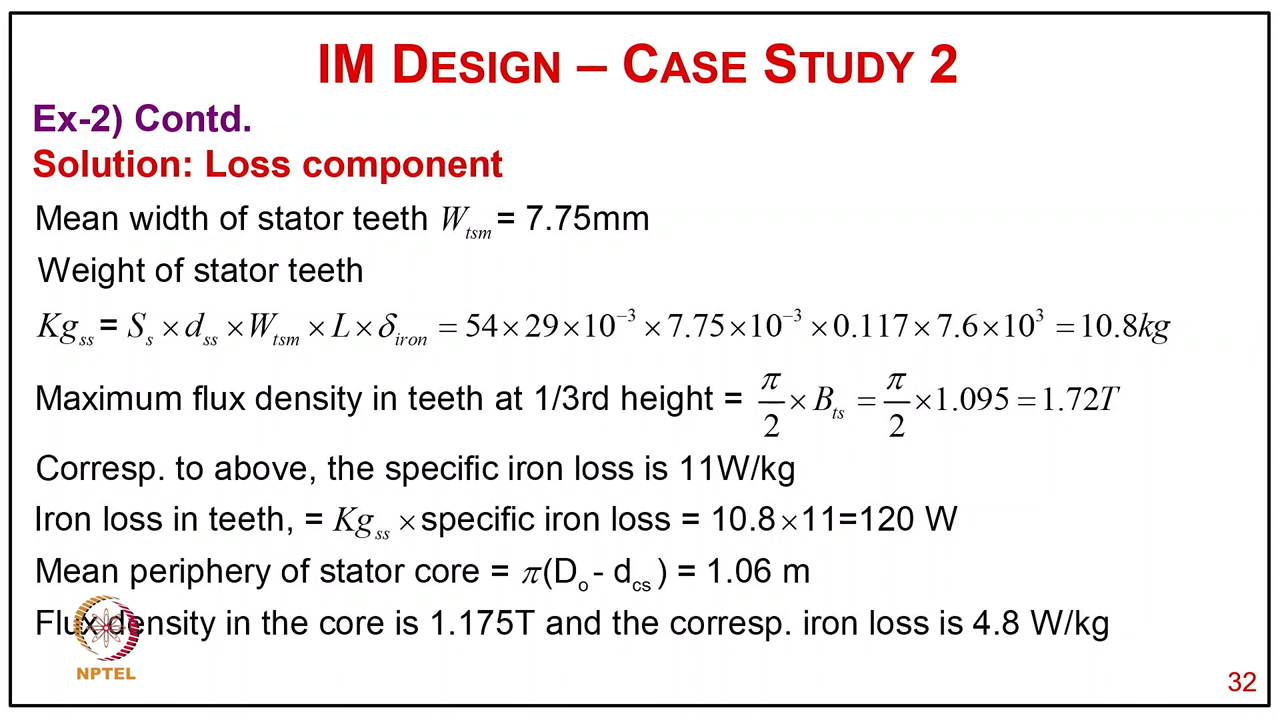 IM DESIGN – CASE STUDY 2
Ex-2) Contd.
Solution: Loss component
Mean width of stator teeth W_tsm = 7.75mm
Weight of stator teeth
Kg_ss = S_s × d_ss × W_tsm × L × δ_iron = 54 × 29 × 10^−3 × 7.75 × 10^−3 × 0.117 × 7.6 × 10^3 = 10.8kg
Maximum flux density in teeth at 1/3rd height = π/2 × B_ts = π/2 × 1.095 = 1.72T
Corresp. to above, the specific iron loss is 11W/kg
Iron loss in teeth, = Kg_ss × specific iron loss = 10.8×11=120 W
Mean periphery of stator core = π(D_o - d_cs) = 1.06 m
Flux density in the core is 1.175T and the corresp. iron loss is 4.8 W/kg
NPTEL
32